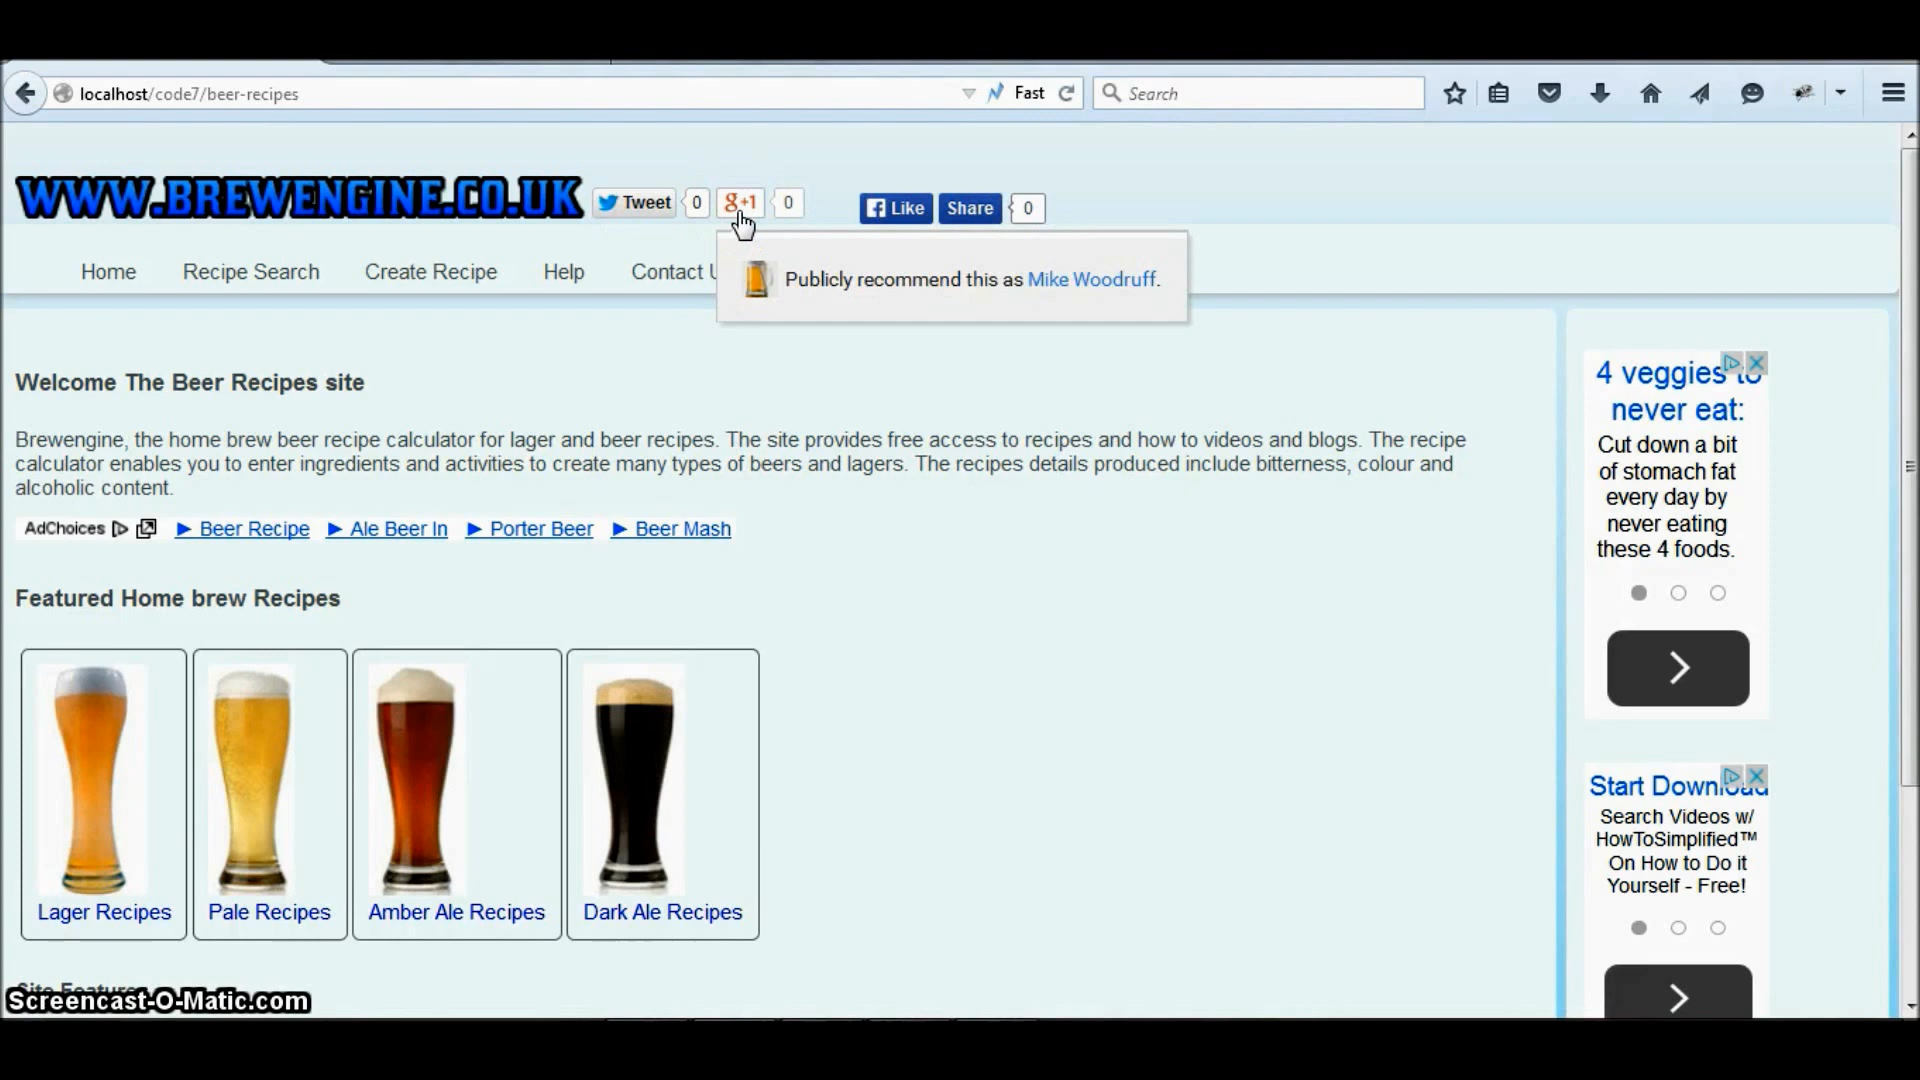 localhost/code7/beer-recipes
Fast
Search
WWW.BREWENGINE.CO.UK
Tweet 0 g+1 0 Like Share 0
Home Recipe Search Create Recipe Help Contact U
Publicly recommend this as Mike Woodruff.
Welcome The Beer Recipes site
Brewengine, the home brew beer recipe calculator for lager and beer recipes. The site provides free access to recipes and how to videos and blogs. The recipe
calculator enables you to enter ingredients and activities to create many types of beers and lagers. The recipes details produced include bitterness, colour and
alcoholic content.
AdChoices ► Beer Recipe ► Ale Beer In ► Porter Beer ► Beer Mash
Featured Home brew Recipes
Lager Recipes Pale Recipes Amber Ale Recipes Dark Ale Recipes
Site Features
Screencast-O-Matic.com
4 veggies to
never eat:
Cut down a bit
of stomach fat
every day by
never eating
these 4 foods.
Start Download
Search Videos w/
HowToSimplified™
On How to Do it
Yourself - Free!